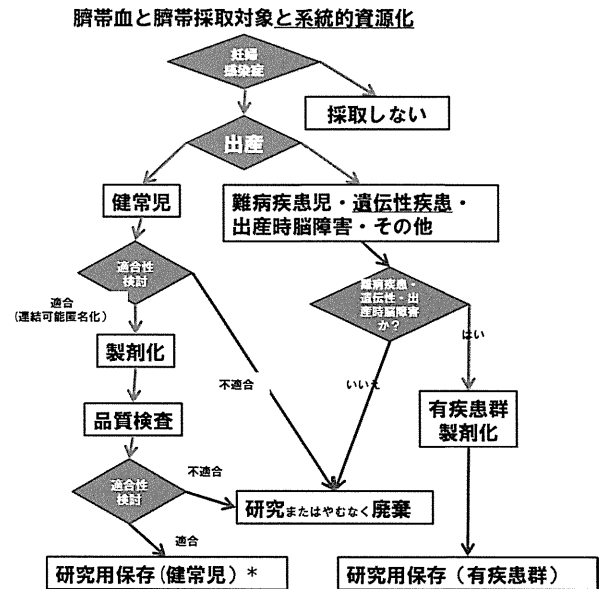 臍帯血と臍帯採取対象と系統的資源化
妊婦
感染症
採取しない
出産
健常児
難病疾患児・遺伝性疾患・
出産時脳障害・その他
適合性
検討
難病疾患・
遺伝性・出
産時脳障害
か?
適合
(連結可能匿名化)
はい
製剤化
不適合
いいえ
有疾患群
製剤化
品質検査
適合性
検討
不適合
研究またはやむなく廃棄
適合
研究用保存(健常児)*
研究用保存(有疾患群)